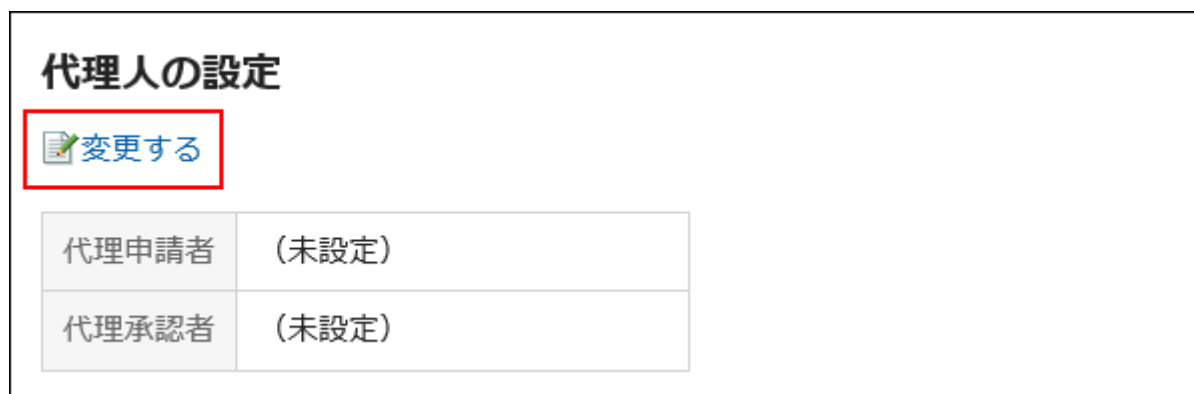 代理人の設定
変更する
代理申請者 （未設定）
代理承認者 （未設定）